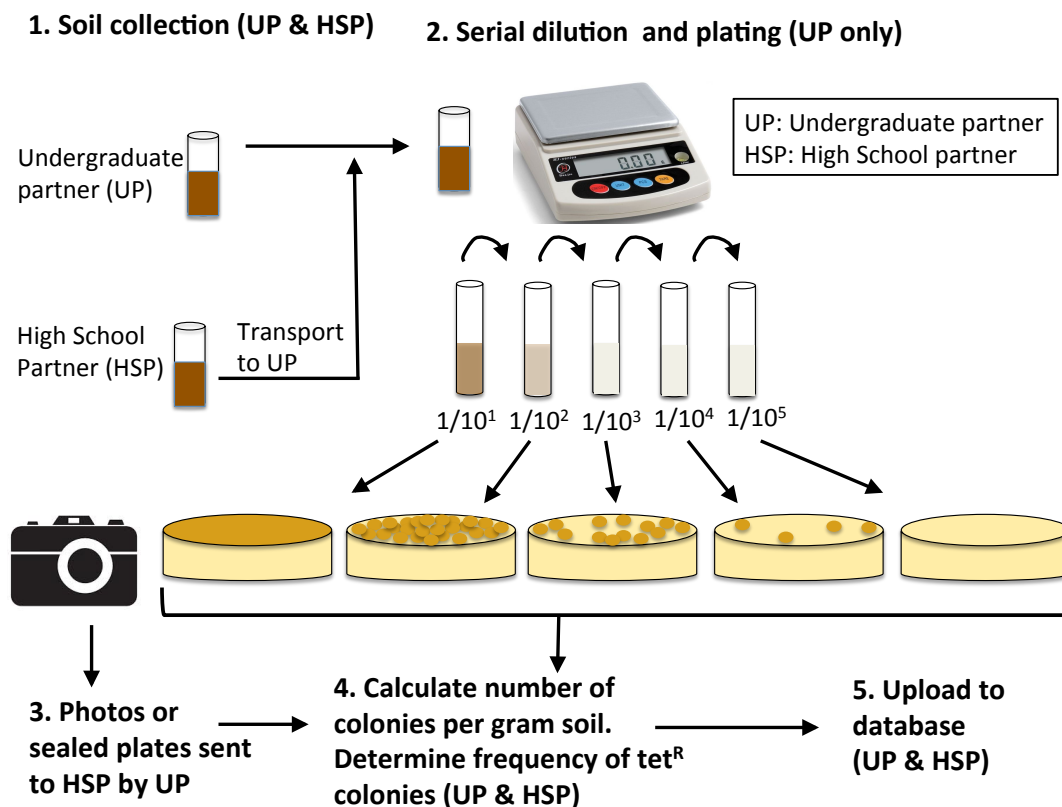 1. Soil collection (UP & HSP)
2. Serial dilution  and plating (UP only)
UP: Undergraduate partner
HSP: High School partner
Undergraduate
partner (UP)
0.00
High School
Partner (HSP)
Transport
to UP
1/10¹
1/10²
1/10³
1/10⁴
1/10⁵
3. Photos or
sealed plates sent
to HSP by UP
4. Calculate number of
colonies per gram soil.
Determine frequency of tetᴿ
colonies (UP & HSP)
5. Upload to
database
(UP & HSP)